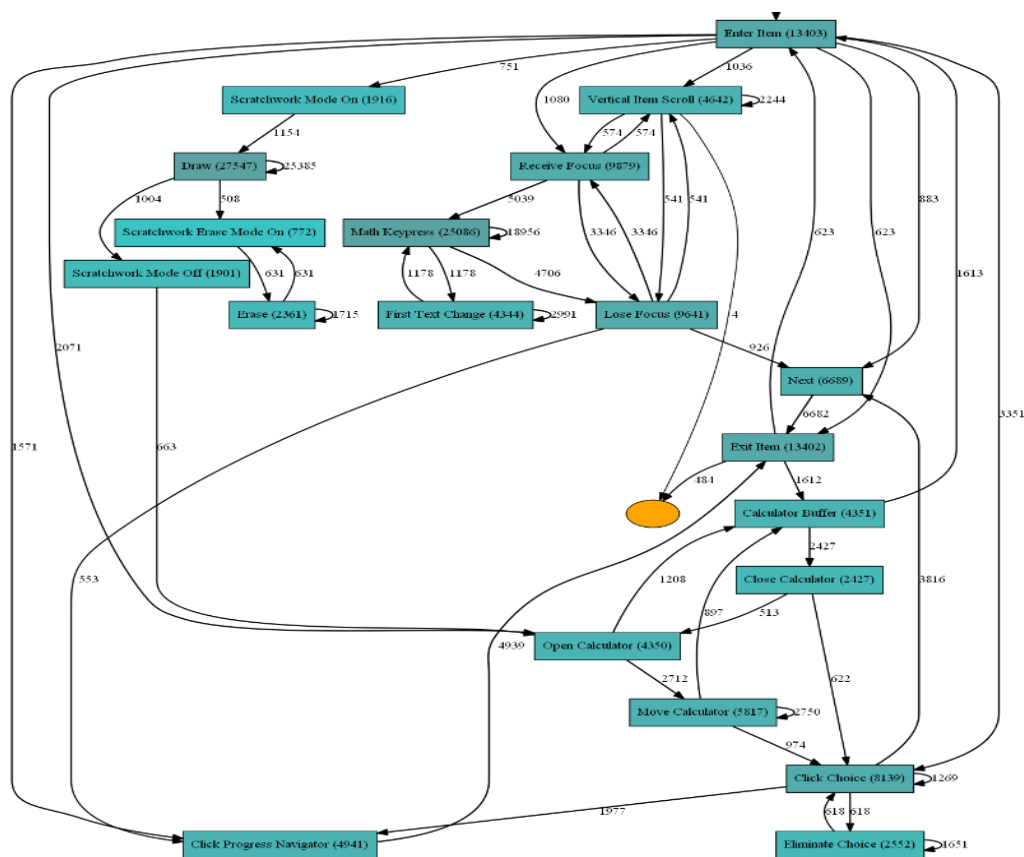 Enter Item (13403)
751
1036
Scratchwork Mode On (1916)
1080
Vertical Item Scroll (4642)
2244
1154
574
574
Draw (27547)
25385
Receive Focus (9879)
1004
508
5039
541
541
883
Scratchwork Erase Mode On (772)
Math Keypress (25086)
18956
3346
3346
623
623
Scratchwork Mode Off (1901)
631
631
1178
1178
4706
1613
Erase (2361)
1715
First Text Change (4344)
2991
Lose Focus (9641)
4
2071
926
Next (6689)
6682
3351
1571
663
Exit Item (13402)
484
1612
Calculator Buffer (4351)
2427
553
1208
Close Calculator (2427)
3816
897
513
4939
Open Calculator (4350)
2712
622
Move Calculator (5817)
2750
974
Click Choice (8139)
1269
1977
618
618
Click Progress Navigator (4941)
Eliminate Choice (2552)
1651